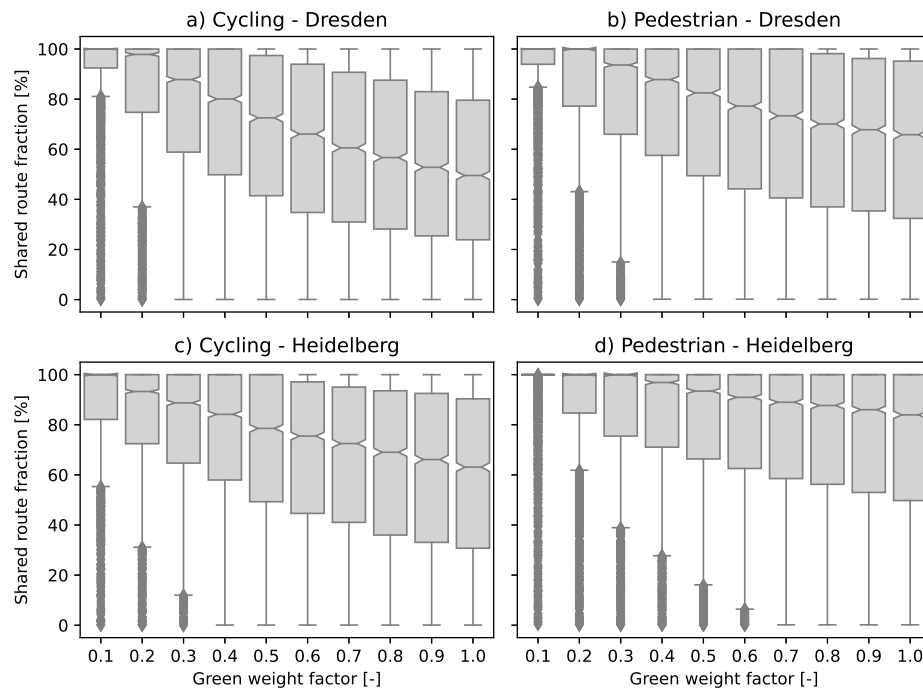 a) Cycling - Dresden
b) Pedestrian - Dresden
Shared route fraction [%]
100
80
60
40
20
0
c) Cycling - Heidelberg
d) Pedestrian - Heidelberg
Shared route fraction [%]
100
80
60
40
20
0
0.1 0.2 0.3 0.4 0.5 0.6 0.7 0.8 0.9 1.0
0.1 0.2 0.3 0.4 0.5 0.6 0.7 0.8 0.9 1.0
Green weight factor [-]
Green weight factor [-]